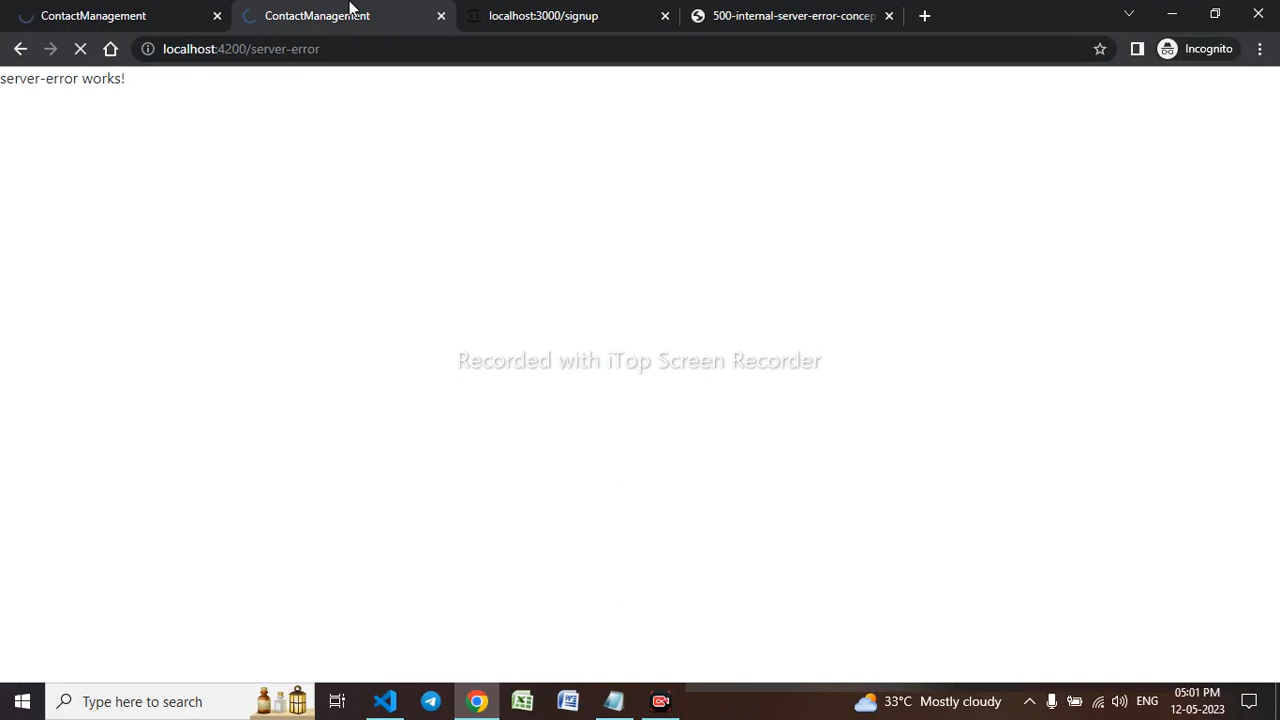 ContactManagement
ContactManagement
localhost:3000/signup
500-internal-server-error-concep
localhost:4200/server-error
Incognito
server-error works!
Recorded with iTop Screen Recorder
Type here to search
33°C Mostly cloudy
ENG
05:01 PM
12-05-2023